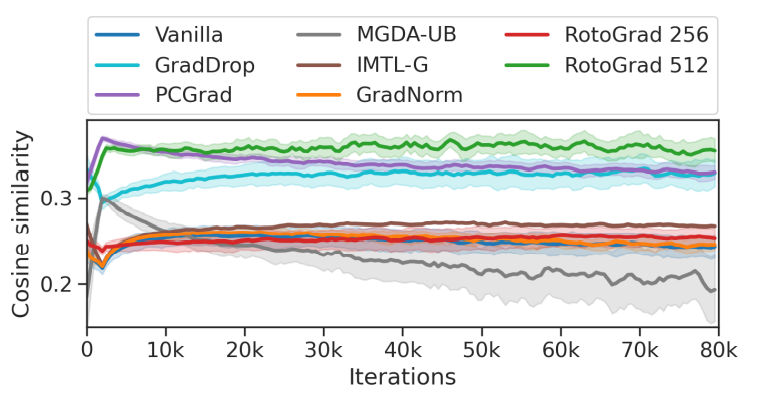 Vanilla MGDA-UB RotoGrad 256
GradDrop IMTL-G RotoGrad 512
PCGrad GradNorm
Cosine similarity
0.3
0.2
0 10k 20k 30k 40k 50k 60k 70k 80k
Iterations